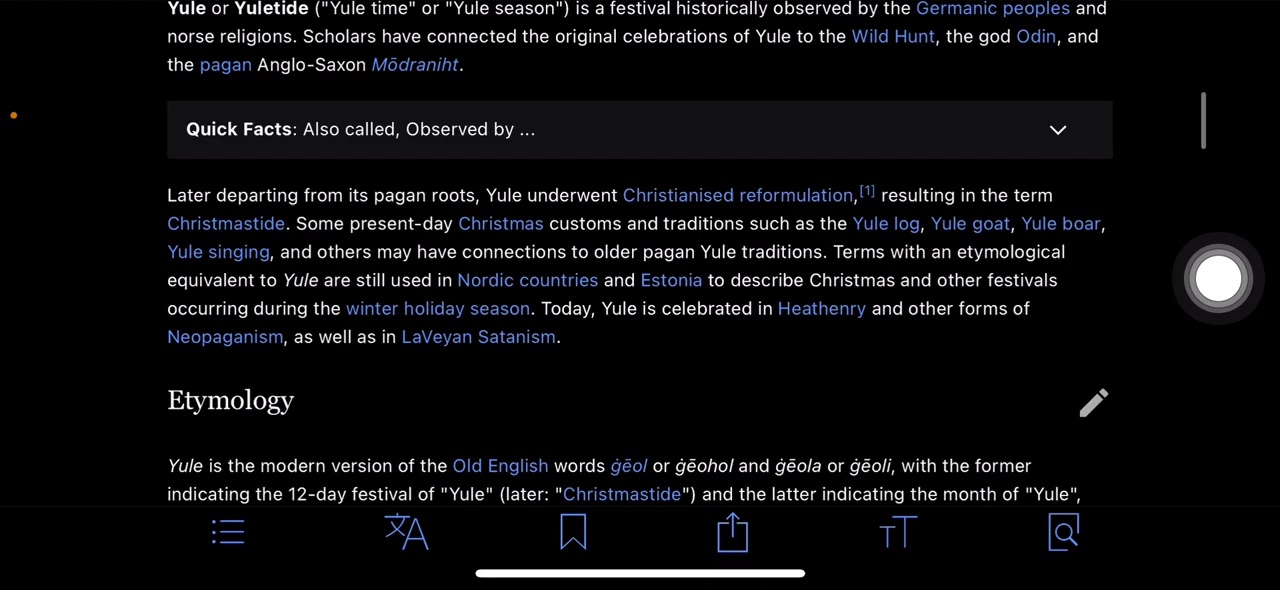 Yule or Yuletide ("Yule time" or "Yule season") is a festival historically observed by the Germanic peoples and
norse religions. Scholars have connected the original celebrations of Yule to the Wild Hunt, the god Odin, and
the pagan Anglo-Saxon Mōdraniht.
Quick Facts: Also called, Observed by ...
Later departing from its pagan roots, Yule underwent Christianised reformulation,[1] resulting in the term
Christmastide. Some present-day Christmas customs and traditions such as the Yule log, Yule goat, Yule boar,
Yule singing, and others may have connections to older pagan Yule traditions. Terms with an etymological
equivalent to Yule are still used in Nordic countries and Estonia to describe Christmas and other festivals
occurring during the winter holiday season. Today, Yule is celebrated in Heathenry and other forms of
Neopaganism, as well as in LaVeyan Satanism.
Etymology
Yule is the modern version of the Old English words ġēol or ġēohol and ġēola or ġēoli, with the former
indicating the 12-day festival of "Yule" (later: "Christmastide") and the latter indicating the month of "Yule",
文A
TT